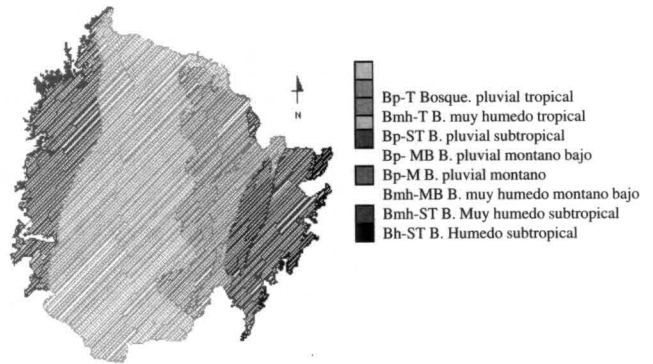 N
Bp-T Bosque. pluvial tropical
Bmh-T B. muy humedo tropical
Bp-ST B. pluvial subtropical
Bp- MB B. pluvial montano bajo
Bp-M B. pluvial montano
Bmh-MB B. muy humedo montano bajo
Bmh-ST B. Muy humedo subtropical
Bh-ST B. Humedo subtropical